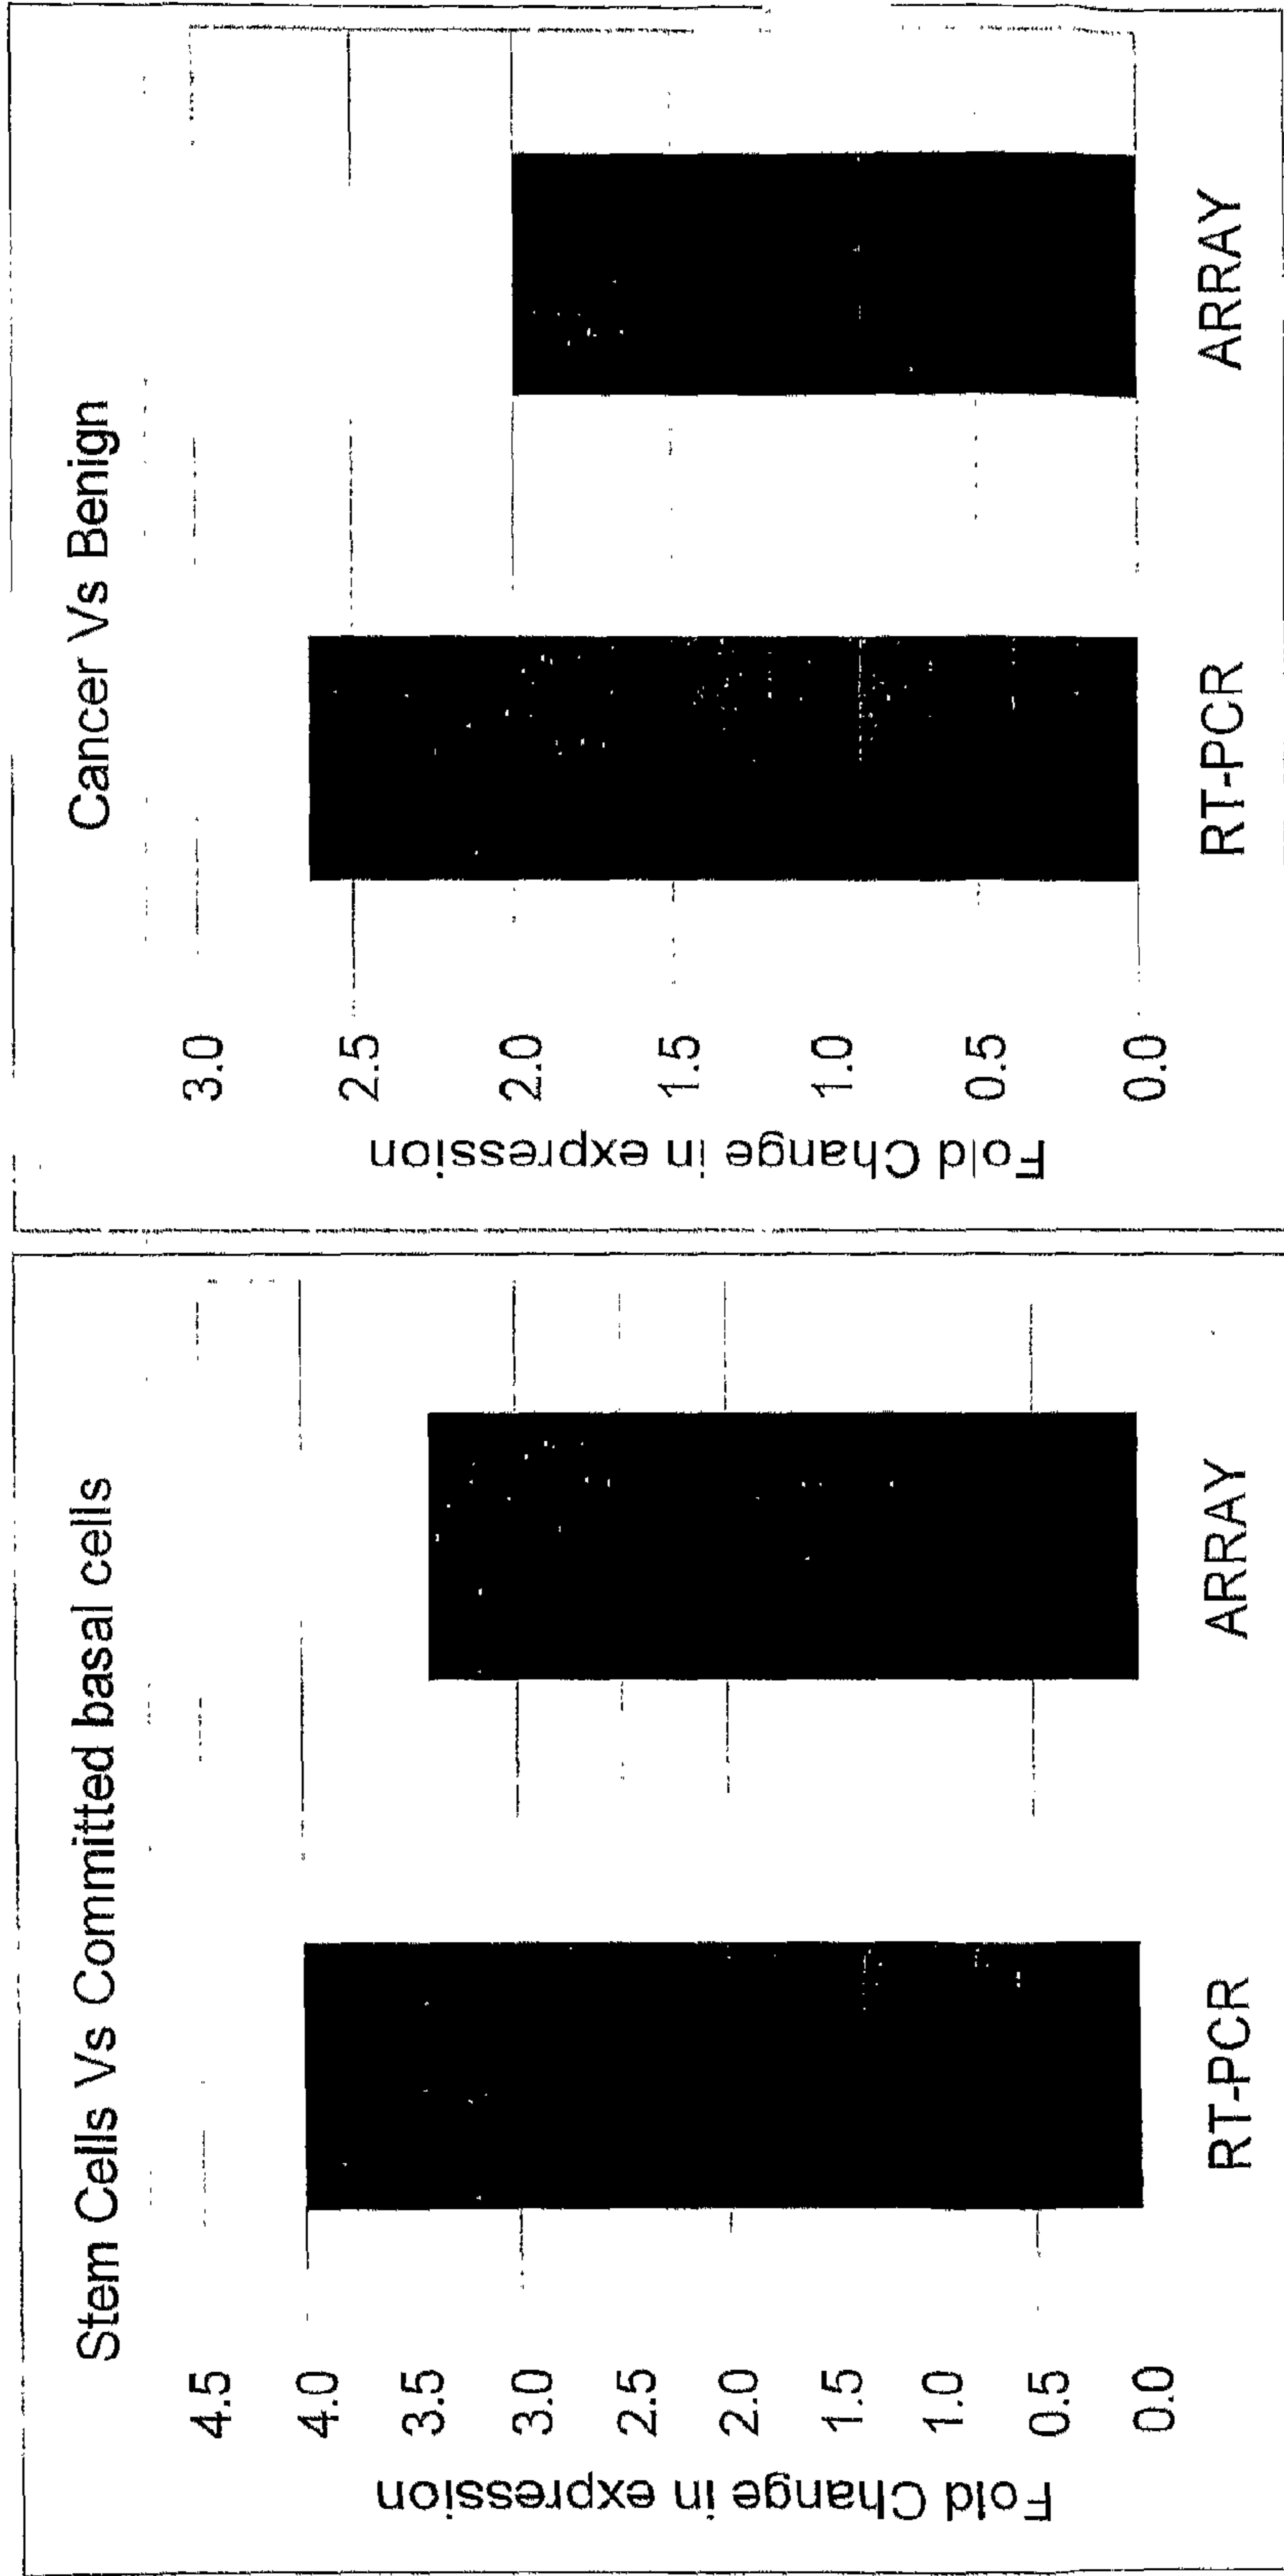 Stem Cells Vs Committed basal cells
Fold Change in expression
4.5
4.0
3.5
3.0
2.5
2.0
1.5
1.0
0.5
0.0
RT-PCR
ARRAY
Cancer Vs Benign
Fold Change in expression
3.0
2.5
2.0
1.5
1.0
0.5
0.0
RT-PCR
ARRAY